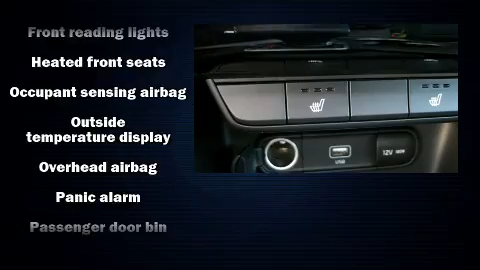 Front reading lights
Heated front seats
Occupant sensing airbag
Outside
temperature display
Overhead airbag
Panic alarm
Passenger door bin
USB
12V 180W